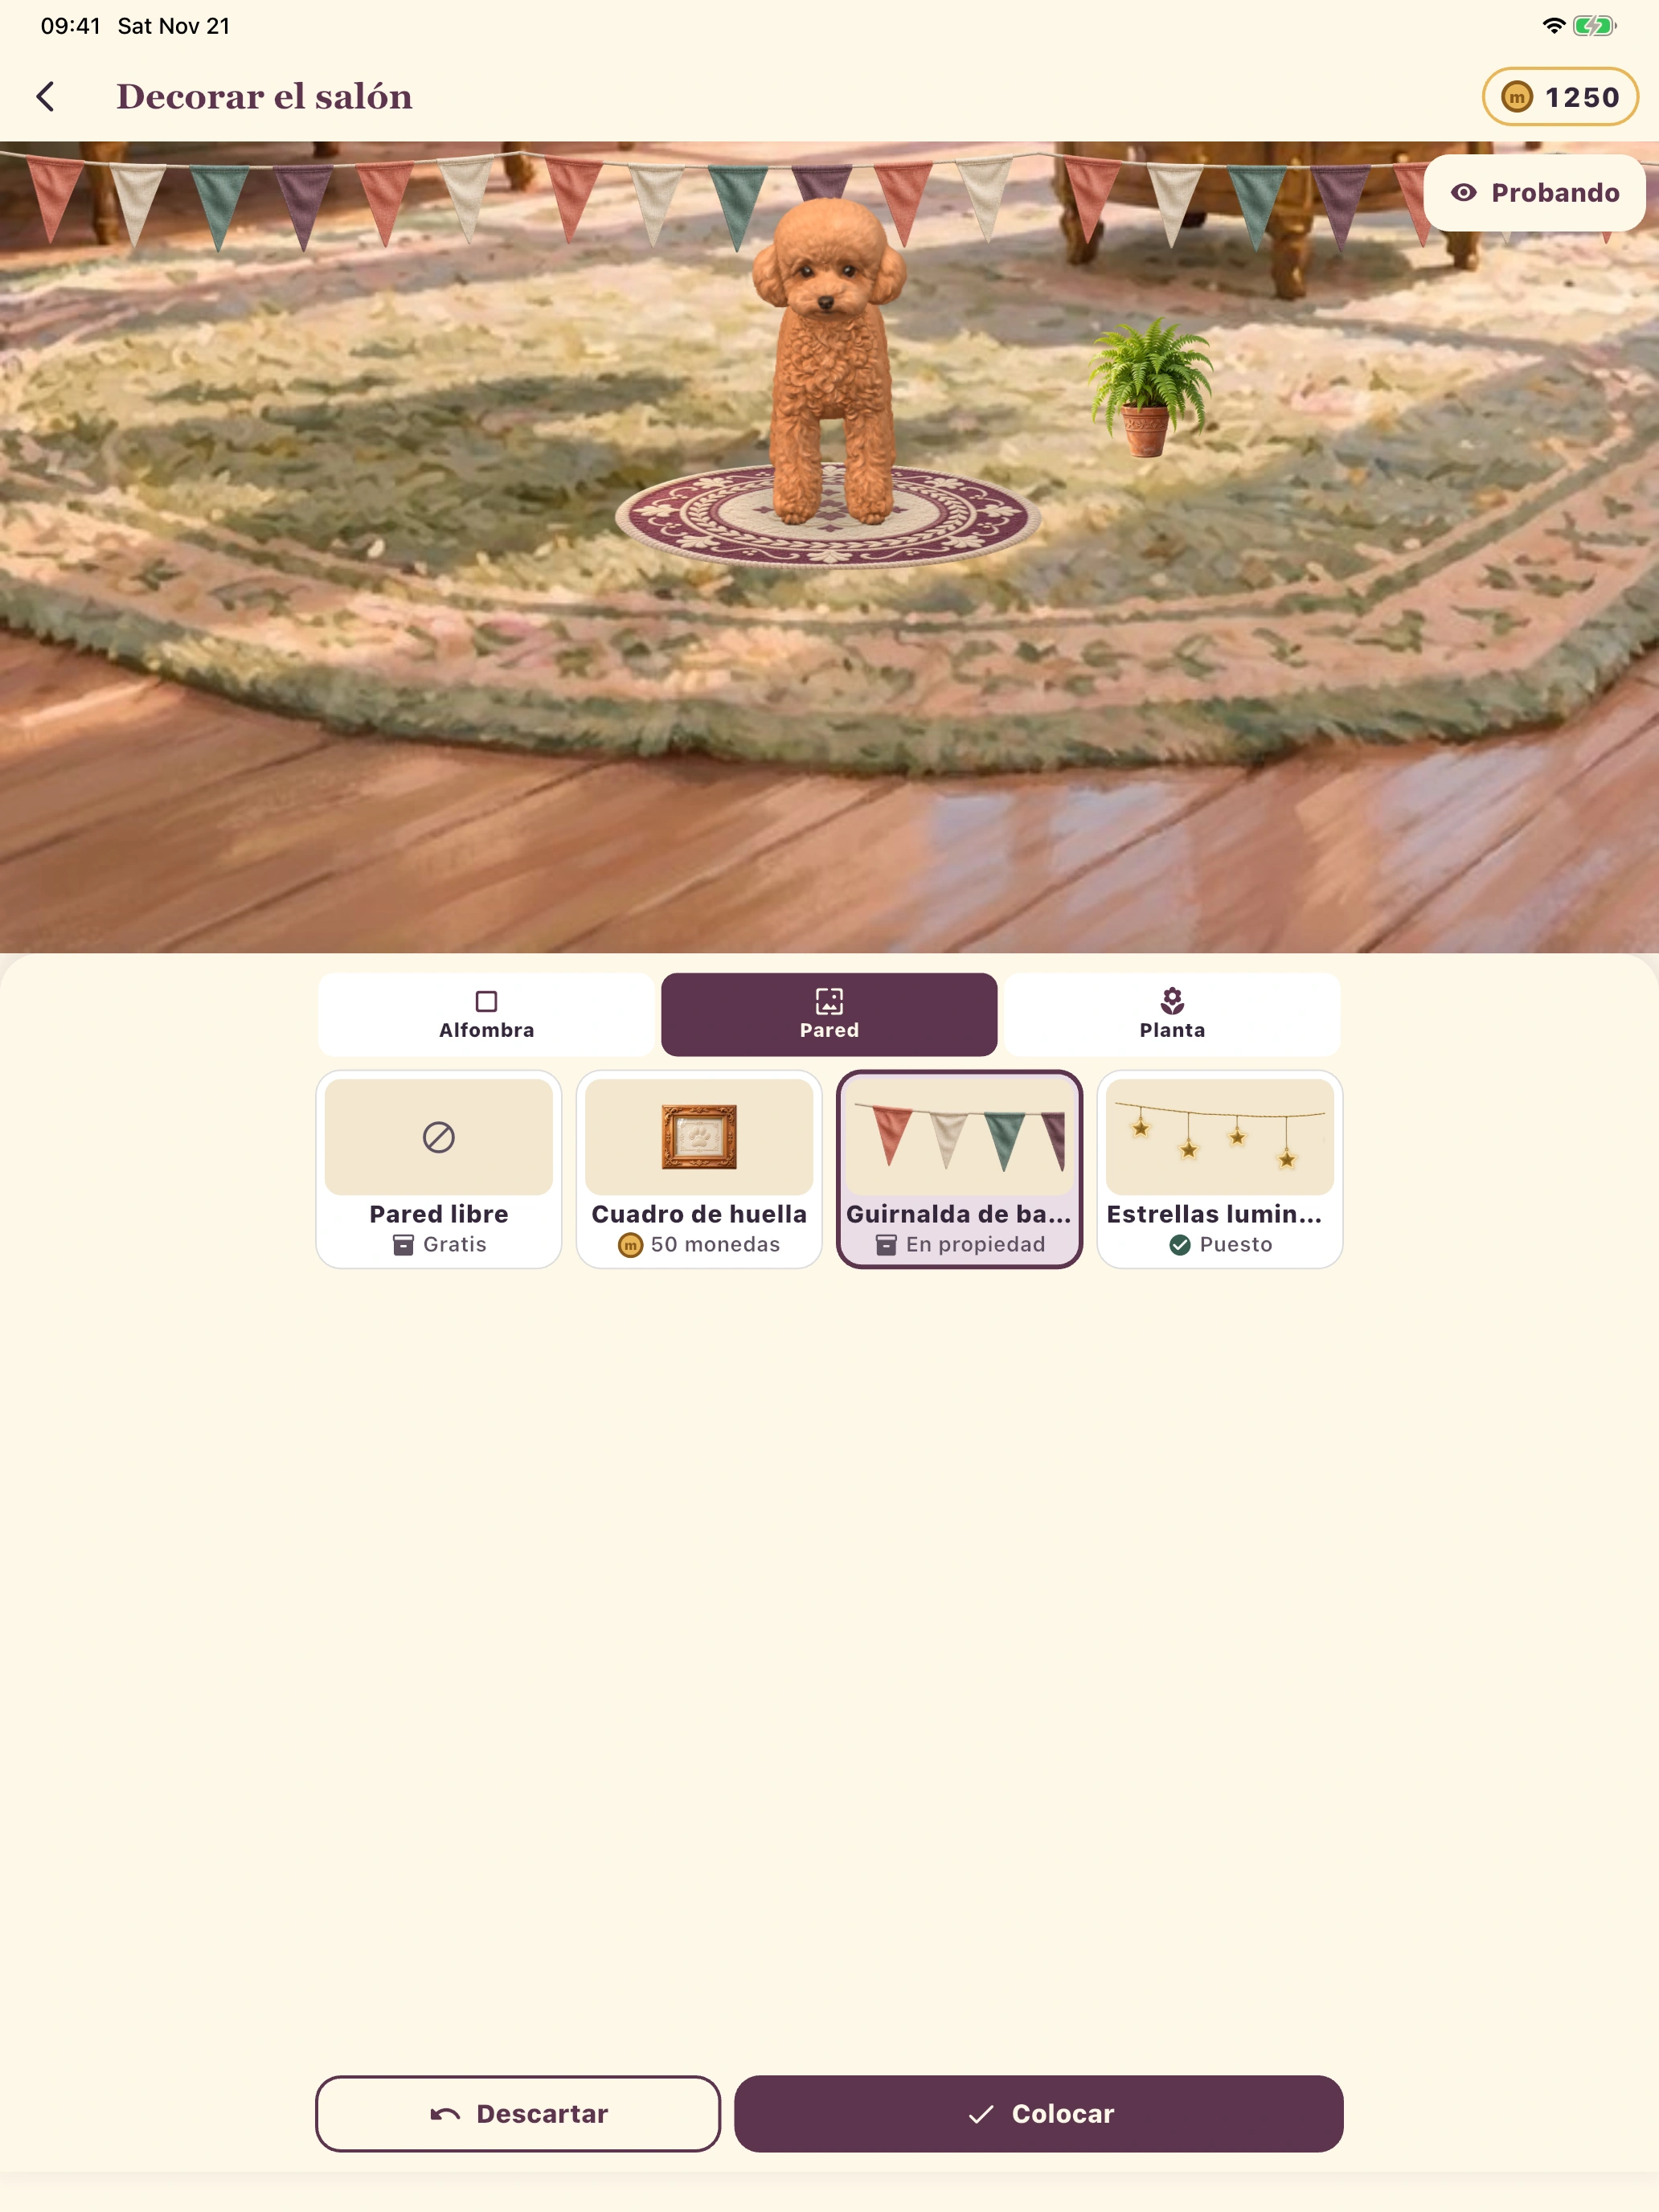 09:41 Sat Nov 21
Decorar el salón
m 1250
Probando
Alfombra
Pared
Planta
Pared libre
Gratis
Cuadro de huella
m 50 monedas
Guirnalda de ba...
En propiedad
Estrellas lumin...
Puesto
Descartar
Colocar